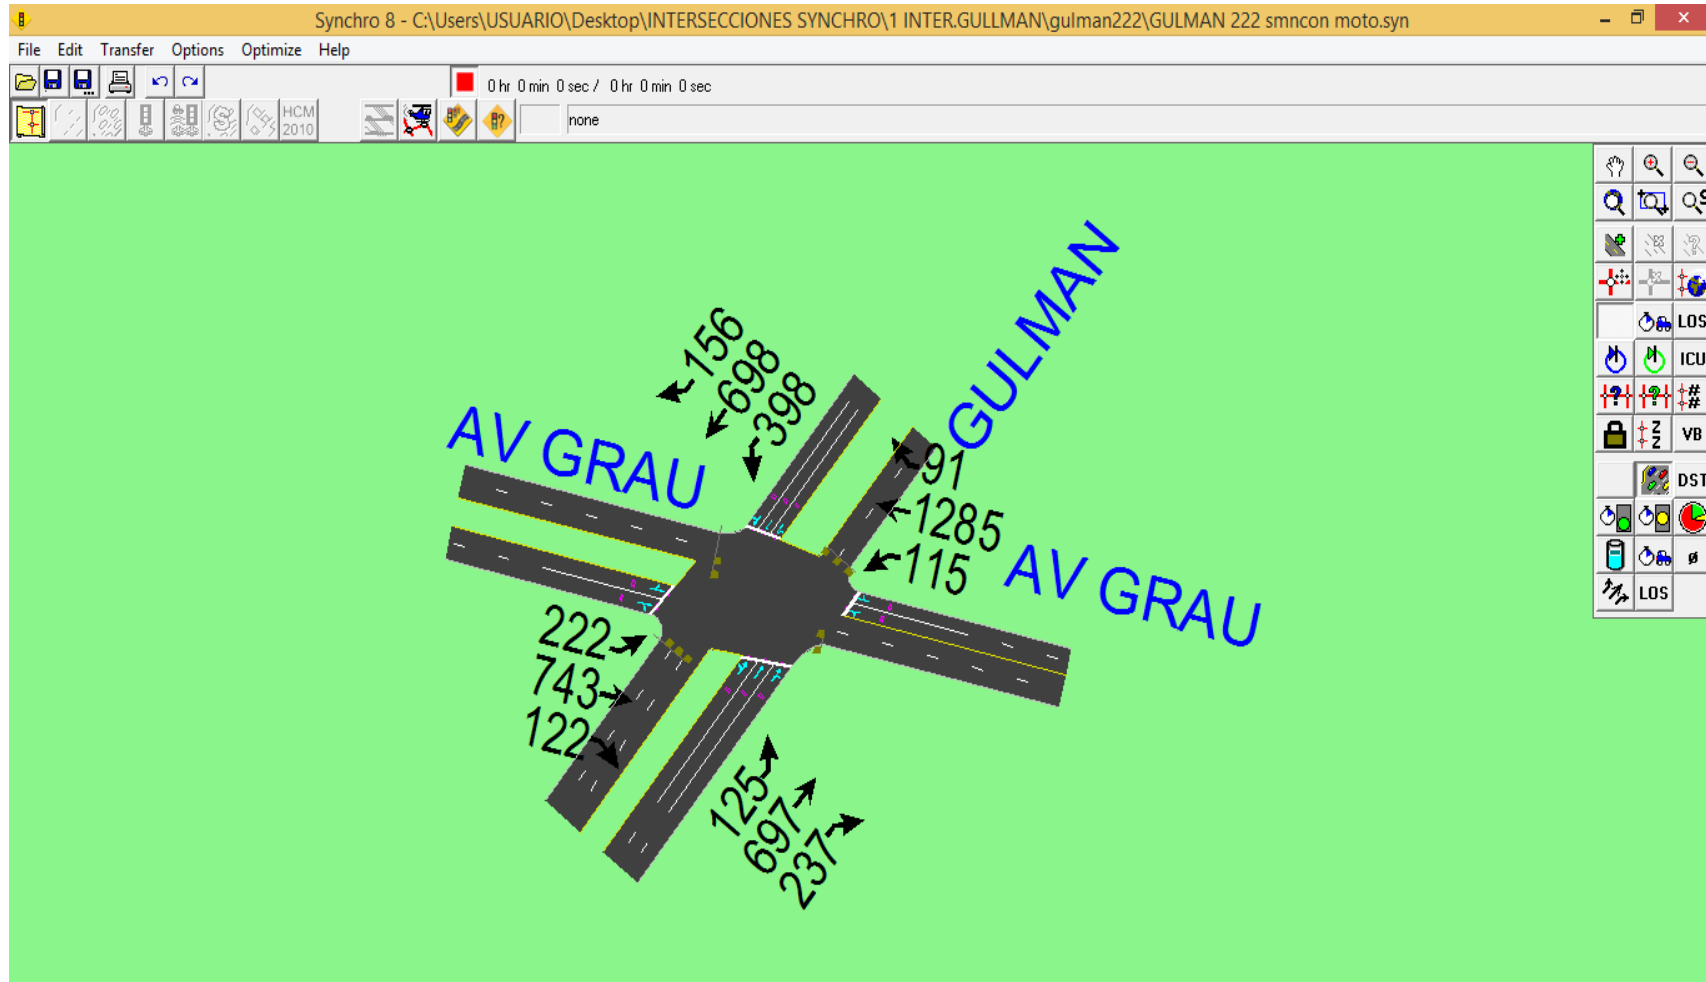 Synchro 8 - C:\Users\USUARIO\Desktop\INTERSECCIONES SYNCHRO\1 INTER.GULLMAN\gulman222\GULMAN 222 smncon moto.syn
File Edit Transfer Options Optimize Help
0 hr 0 min 0 sec / 0 hr 0 min 0 sec
HCM
2010
none
LOS
ICU
VB
DST
LOS
GULMAN
156
698
398
AV GRAU
91
1285
115
AV GRAU
222
743
122
125
697
237